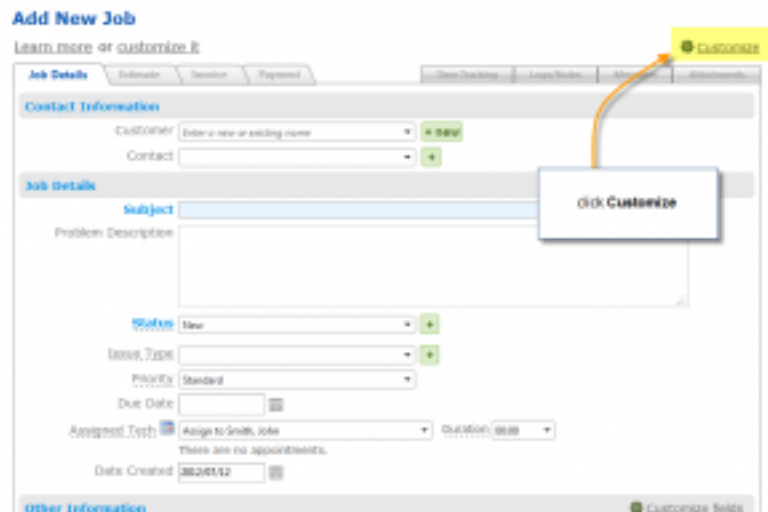 Add New Job
Learn more or customize it
Customize
Job Details Estimate Invoice Payment Time Tracking Logs/Notes Attachments
Contact Information
Customer Enter a new or existing name + new
Contact +
Job Details
Subject
click Customize
Problem Description
Status New +
Issue Type +
Priority Standard
Due Date
Assigned Tech Assign to Smith, John Duration 00:00
There are no appointments.
Date Created
Other Information Customize fields